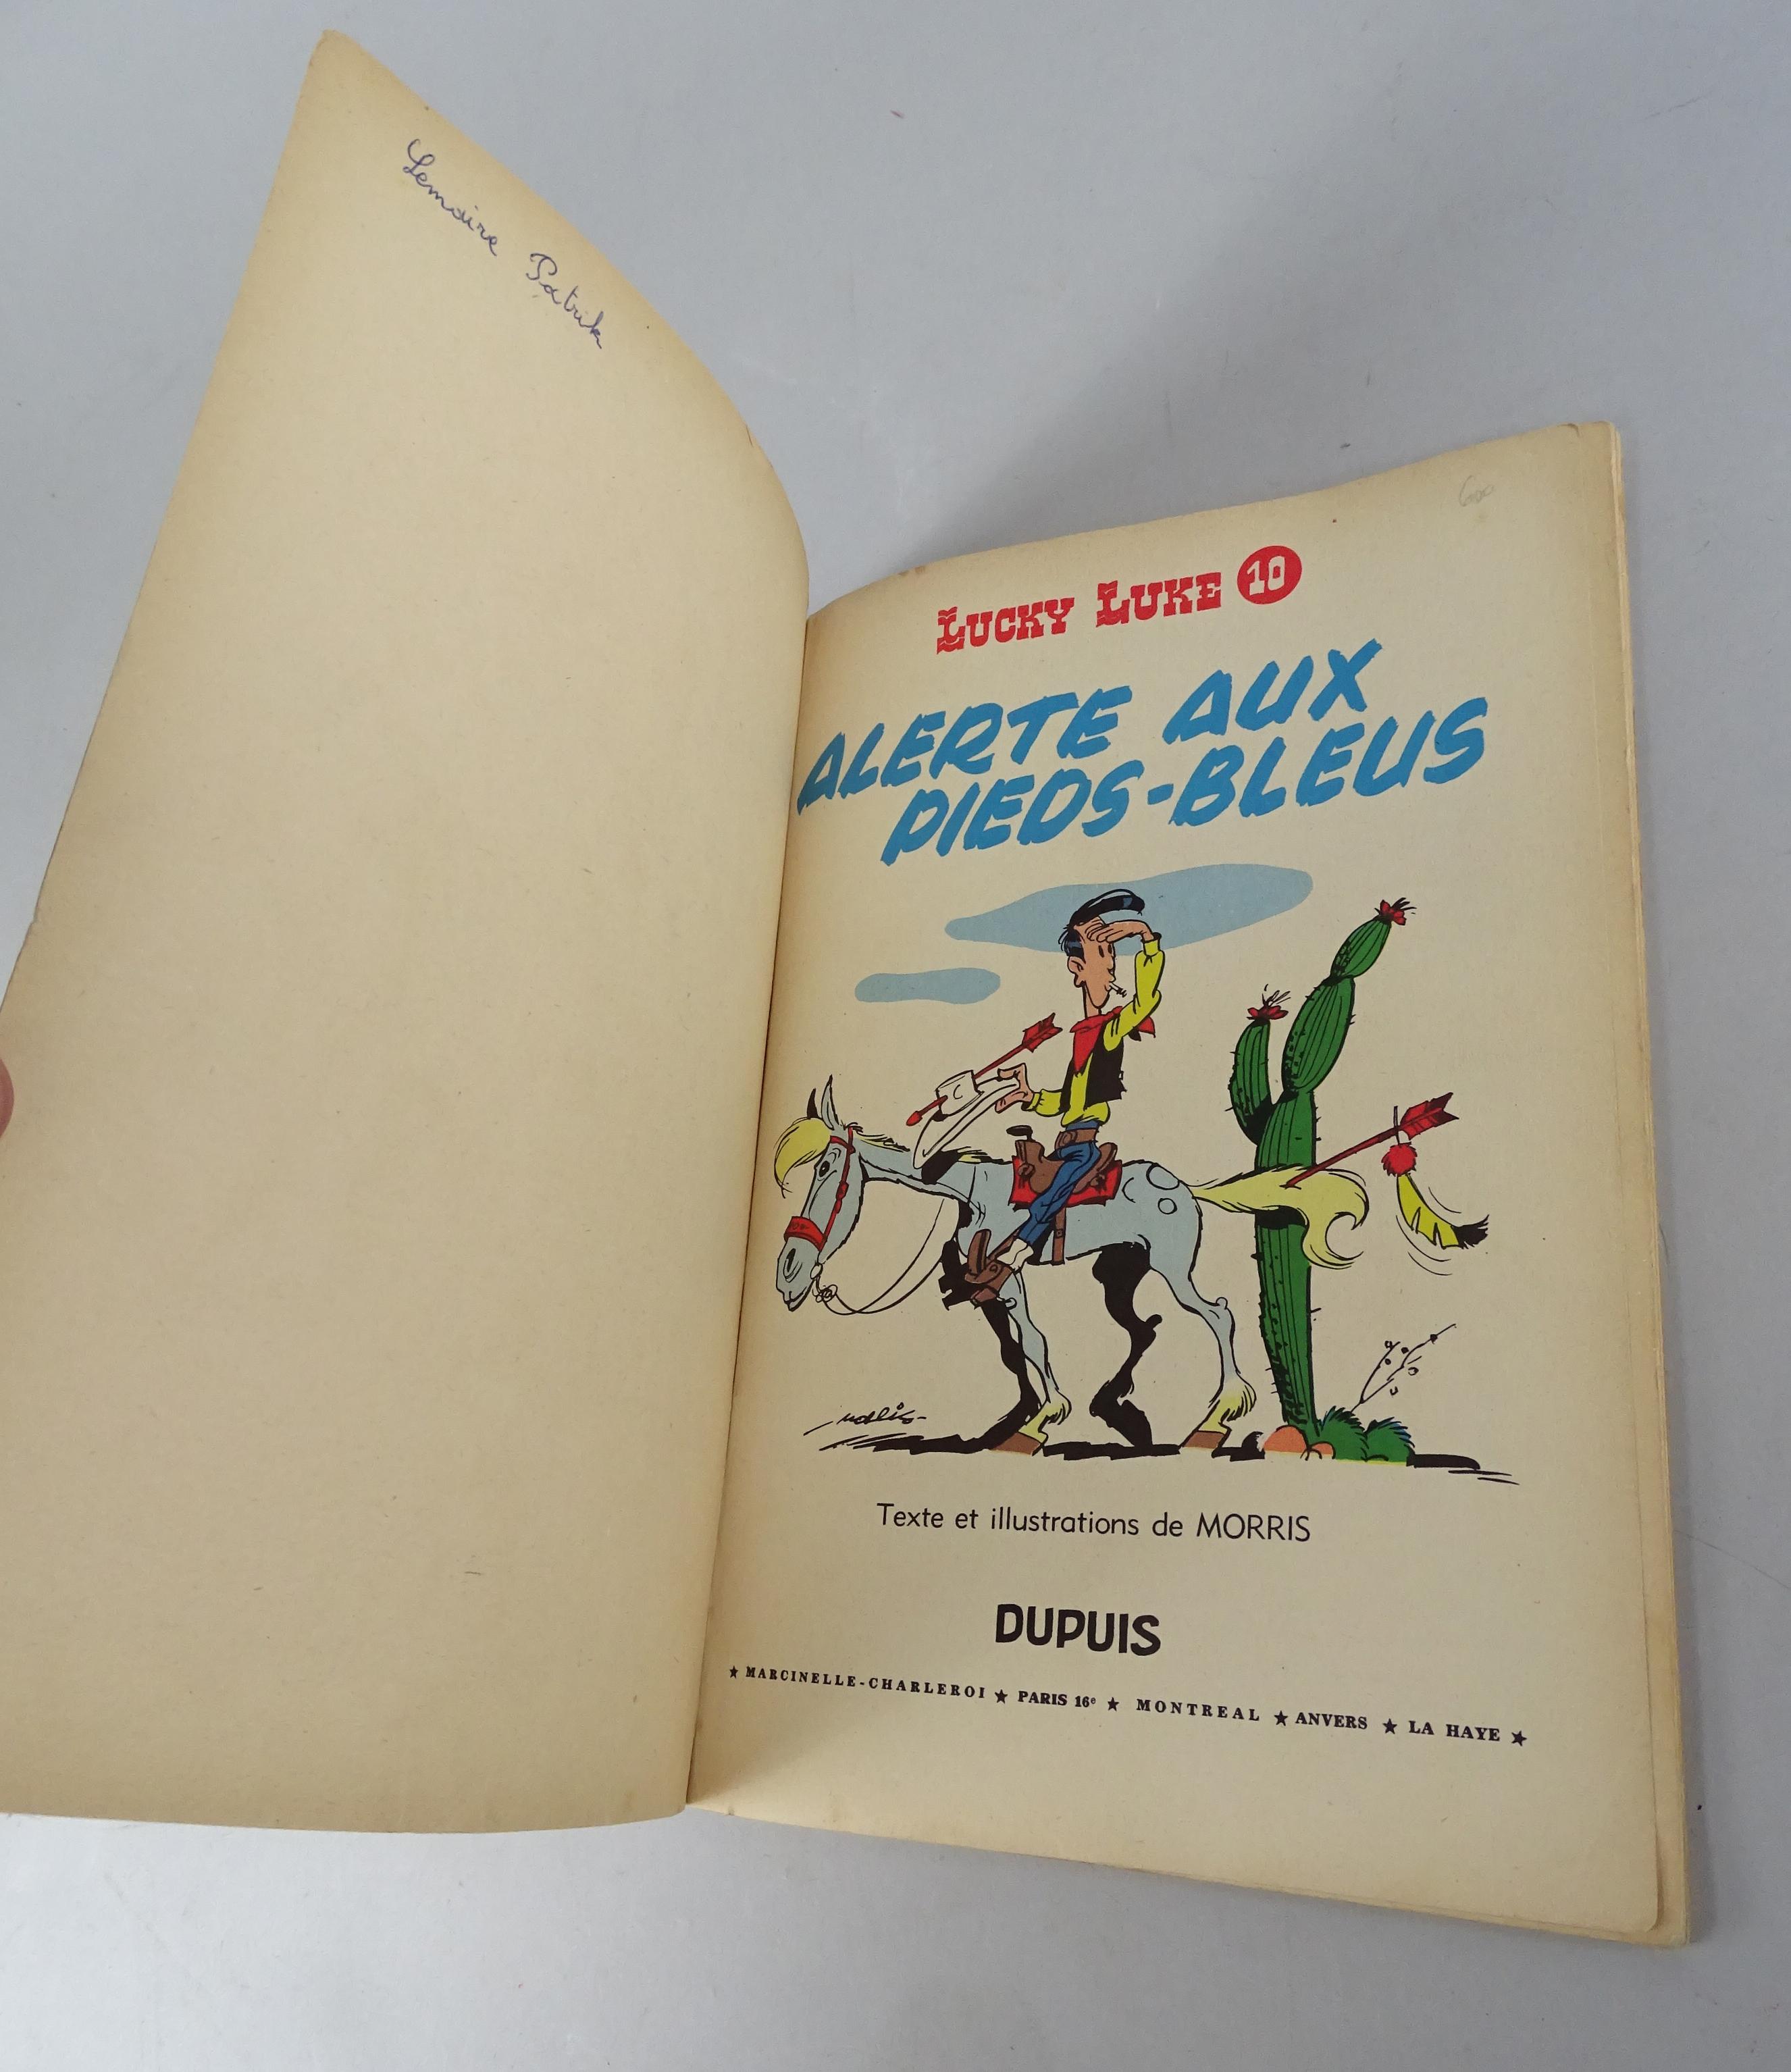 Lemaire Patrik
600
LUCKY LUKE 10
ALERTE AUX
PIEDS-BLEUS
morris
Texte et illustrations de MORRIS
DUPUIS
★ MARCINELLE-CHARLEROI ★ PARIS 16e ★ MONTREAL ★ ANVERS ★ LA HAYE ★